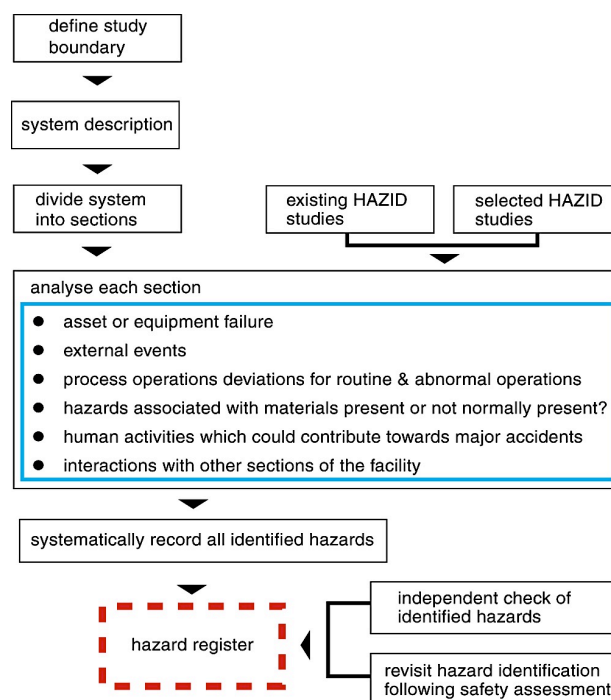 define study
boundary
system description
divide system
into sections
existing HAZID
studies
selected HAZID
studies
analyse each section
● asset or equipment failure
● external events
● process operations deviations for routine & abnormal operations
● hazards associated with materials present or not normally present?
● human activities which could contribute towards major accidents
● interactions with other sections of the facility
systematically record all identified hazards
hazard register
independent check of
identified hazards
revisit hazard identification
following safety assessment